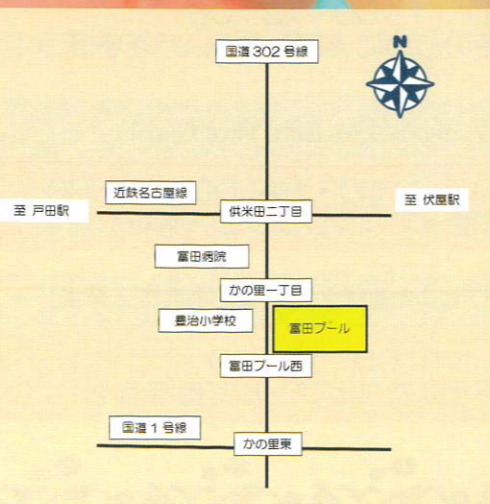 国道302号線
N
近鉄名古屋線
至 戸田駅
供米田二丁目
至 伏屋駅
富田病院
かの里一丁目
豊治小学校
富田プール
富田プール西
国道1号線
かの里東